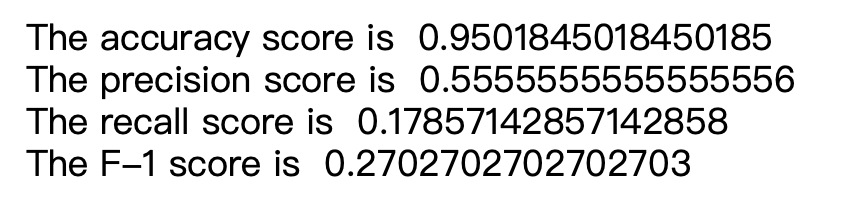 The accuracy score is 0.9501845018450185
The precision score is 0.5555555555555556
The recall score is 0.17857142857142858
The F-1 score is 0.2702702702702703